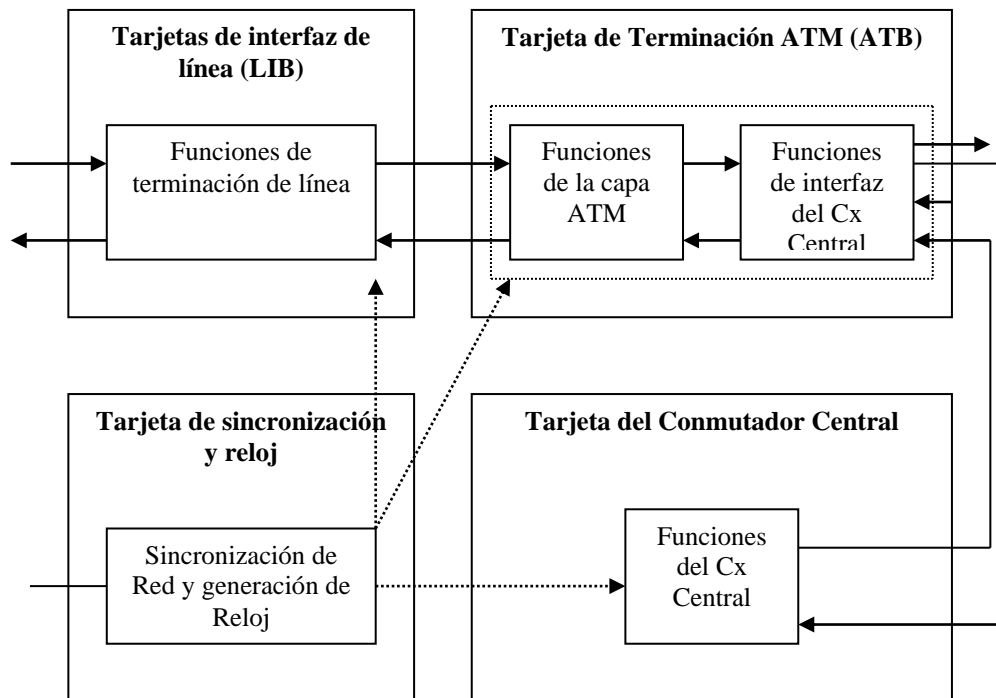 Tarjetas de interfaz de
línea (LIB)
Funciones de
terminación de línea
Tarjeta de Terminación ATM (ATB)
Funciones
de la capa
ATM
Funciones
de interfaz
del Cx
Central
Tarjeta de sincronización
y reloj
Sincronización de
Red y generación de
Reloj
Tarjeta del Conmutador Central
Funciones
del Cx
Central